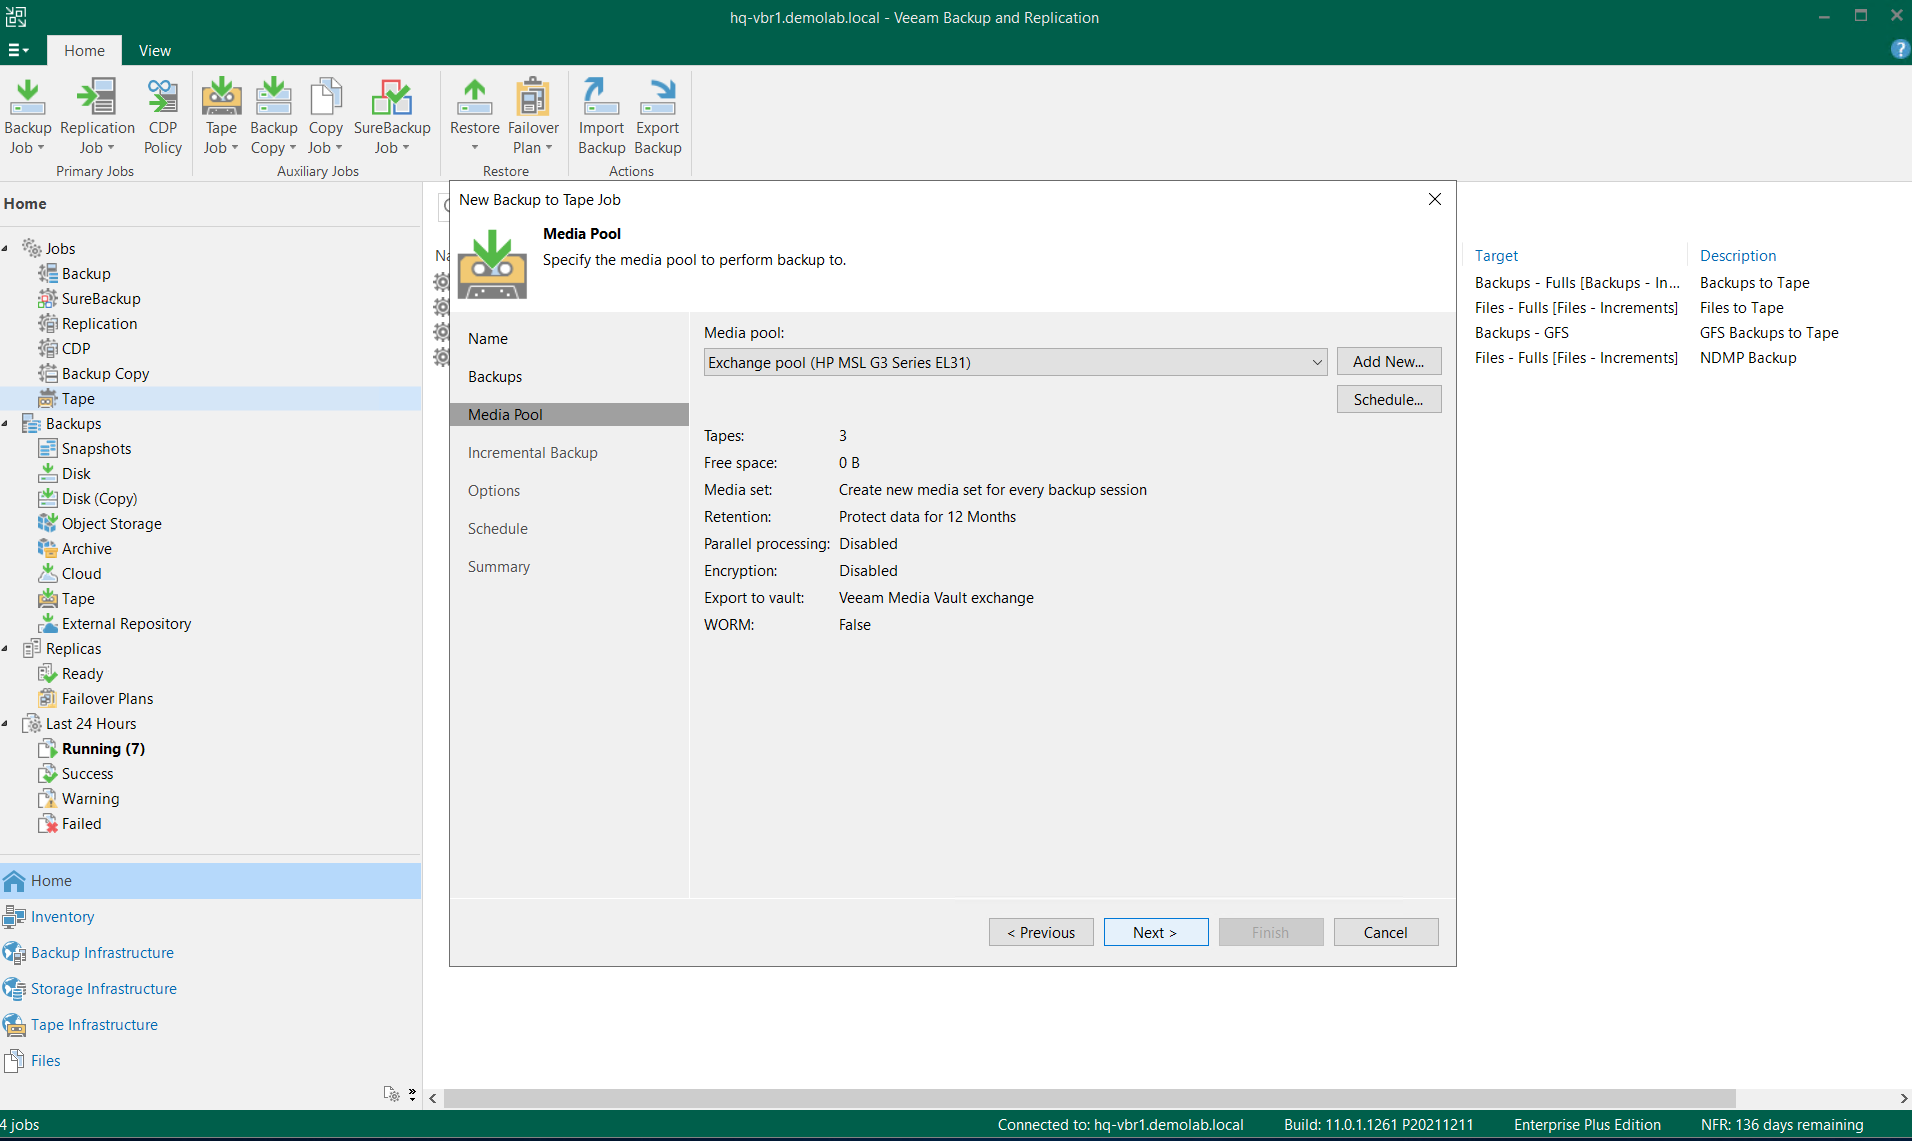 hq-vbr1.demolab.local - Veeam Backup and Replication
Home
View
Backup Job
Replication Job
CDP Policy
Primary Jobs
Tape Job
Backup Copy
Copy Job
SureBackup Job
Auxiliary Jobs
Restore
Failover Plan
Restore
Import Backup
Export Backup
Actions
Home
Jobs
Backup
SureBackup
Replication
CDP
Backup Copy
Tape
Backups
Snapshots
Disk
Disk (Copy)
Object Storage
Archive
Cloud
Tape
External Repository
Replicas
Ready
Failover Plans
Last 24 Hours
Running (7)
Success
Warning
Failed
Home
Inventory
Backup Infrastructure
Storage Infrastructure
Tape Infrastructure
Files
New Backup to Tape Job
Media Pool
Specify the media pool to perform backup to.
Name
Backups
Media Pool
Incremental Backup
Options
Schedule
Summary
Media pool:
Exchange pool (HP MSL G3 Series EL31)
Add New...
Schedule...
Tapes: 3
Free space: 0 B
Media set: Create new media set for every backup session
Retention: Protect data for 12 Months
Parallel processing: Disabled
Encryption: Disabled
Export to vault: Veeam Media Vault exchange
WORM: False
< Previous
Next >
Finish
Cancel
Target Description
Backups - Fulls [Backups - In... Backups to Tape
Files - Fulls [Files - Increments] Files to Tape
Backups - GFS GFS Backups to Tape
Files - Fulls [Files - Increments] NDMP Backup
4 jobs
Connected to: hq-vbr1.demolab.local
Build: 11.0.1.1261 P20211211
Enterprise Plus Edition
NFR: 136 days remaining